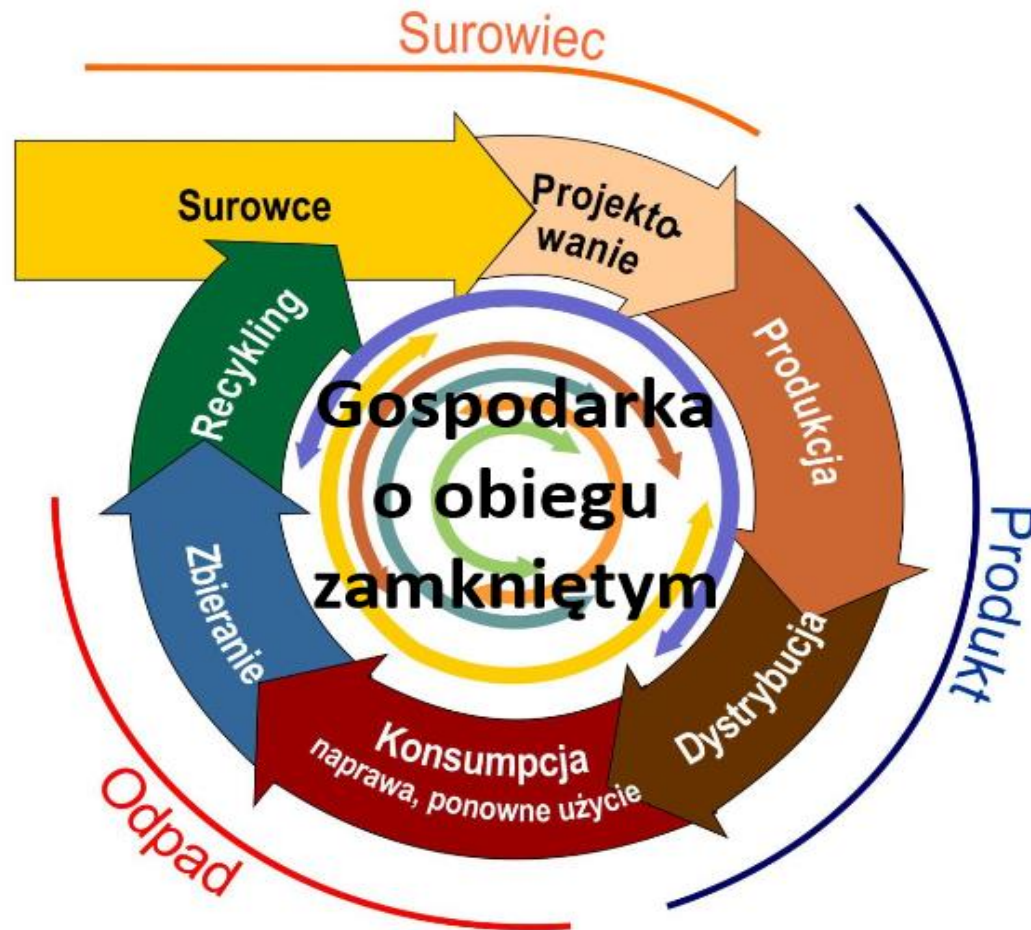 Surowiec
Surowce
Projekto-
wanie
Produkcja
Produkt
Dystrybucja
Konsumpcja
naprawa, ponowne użycie
Odpad
Zbieranie
Recykling
Gospodarka
o obiegu
zamkniętym